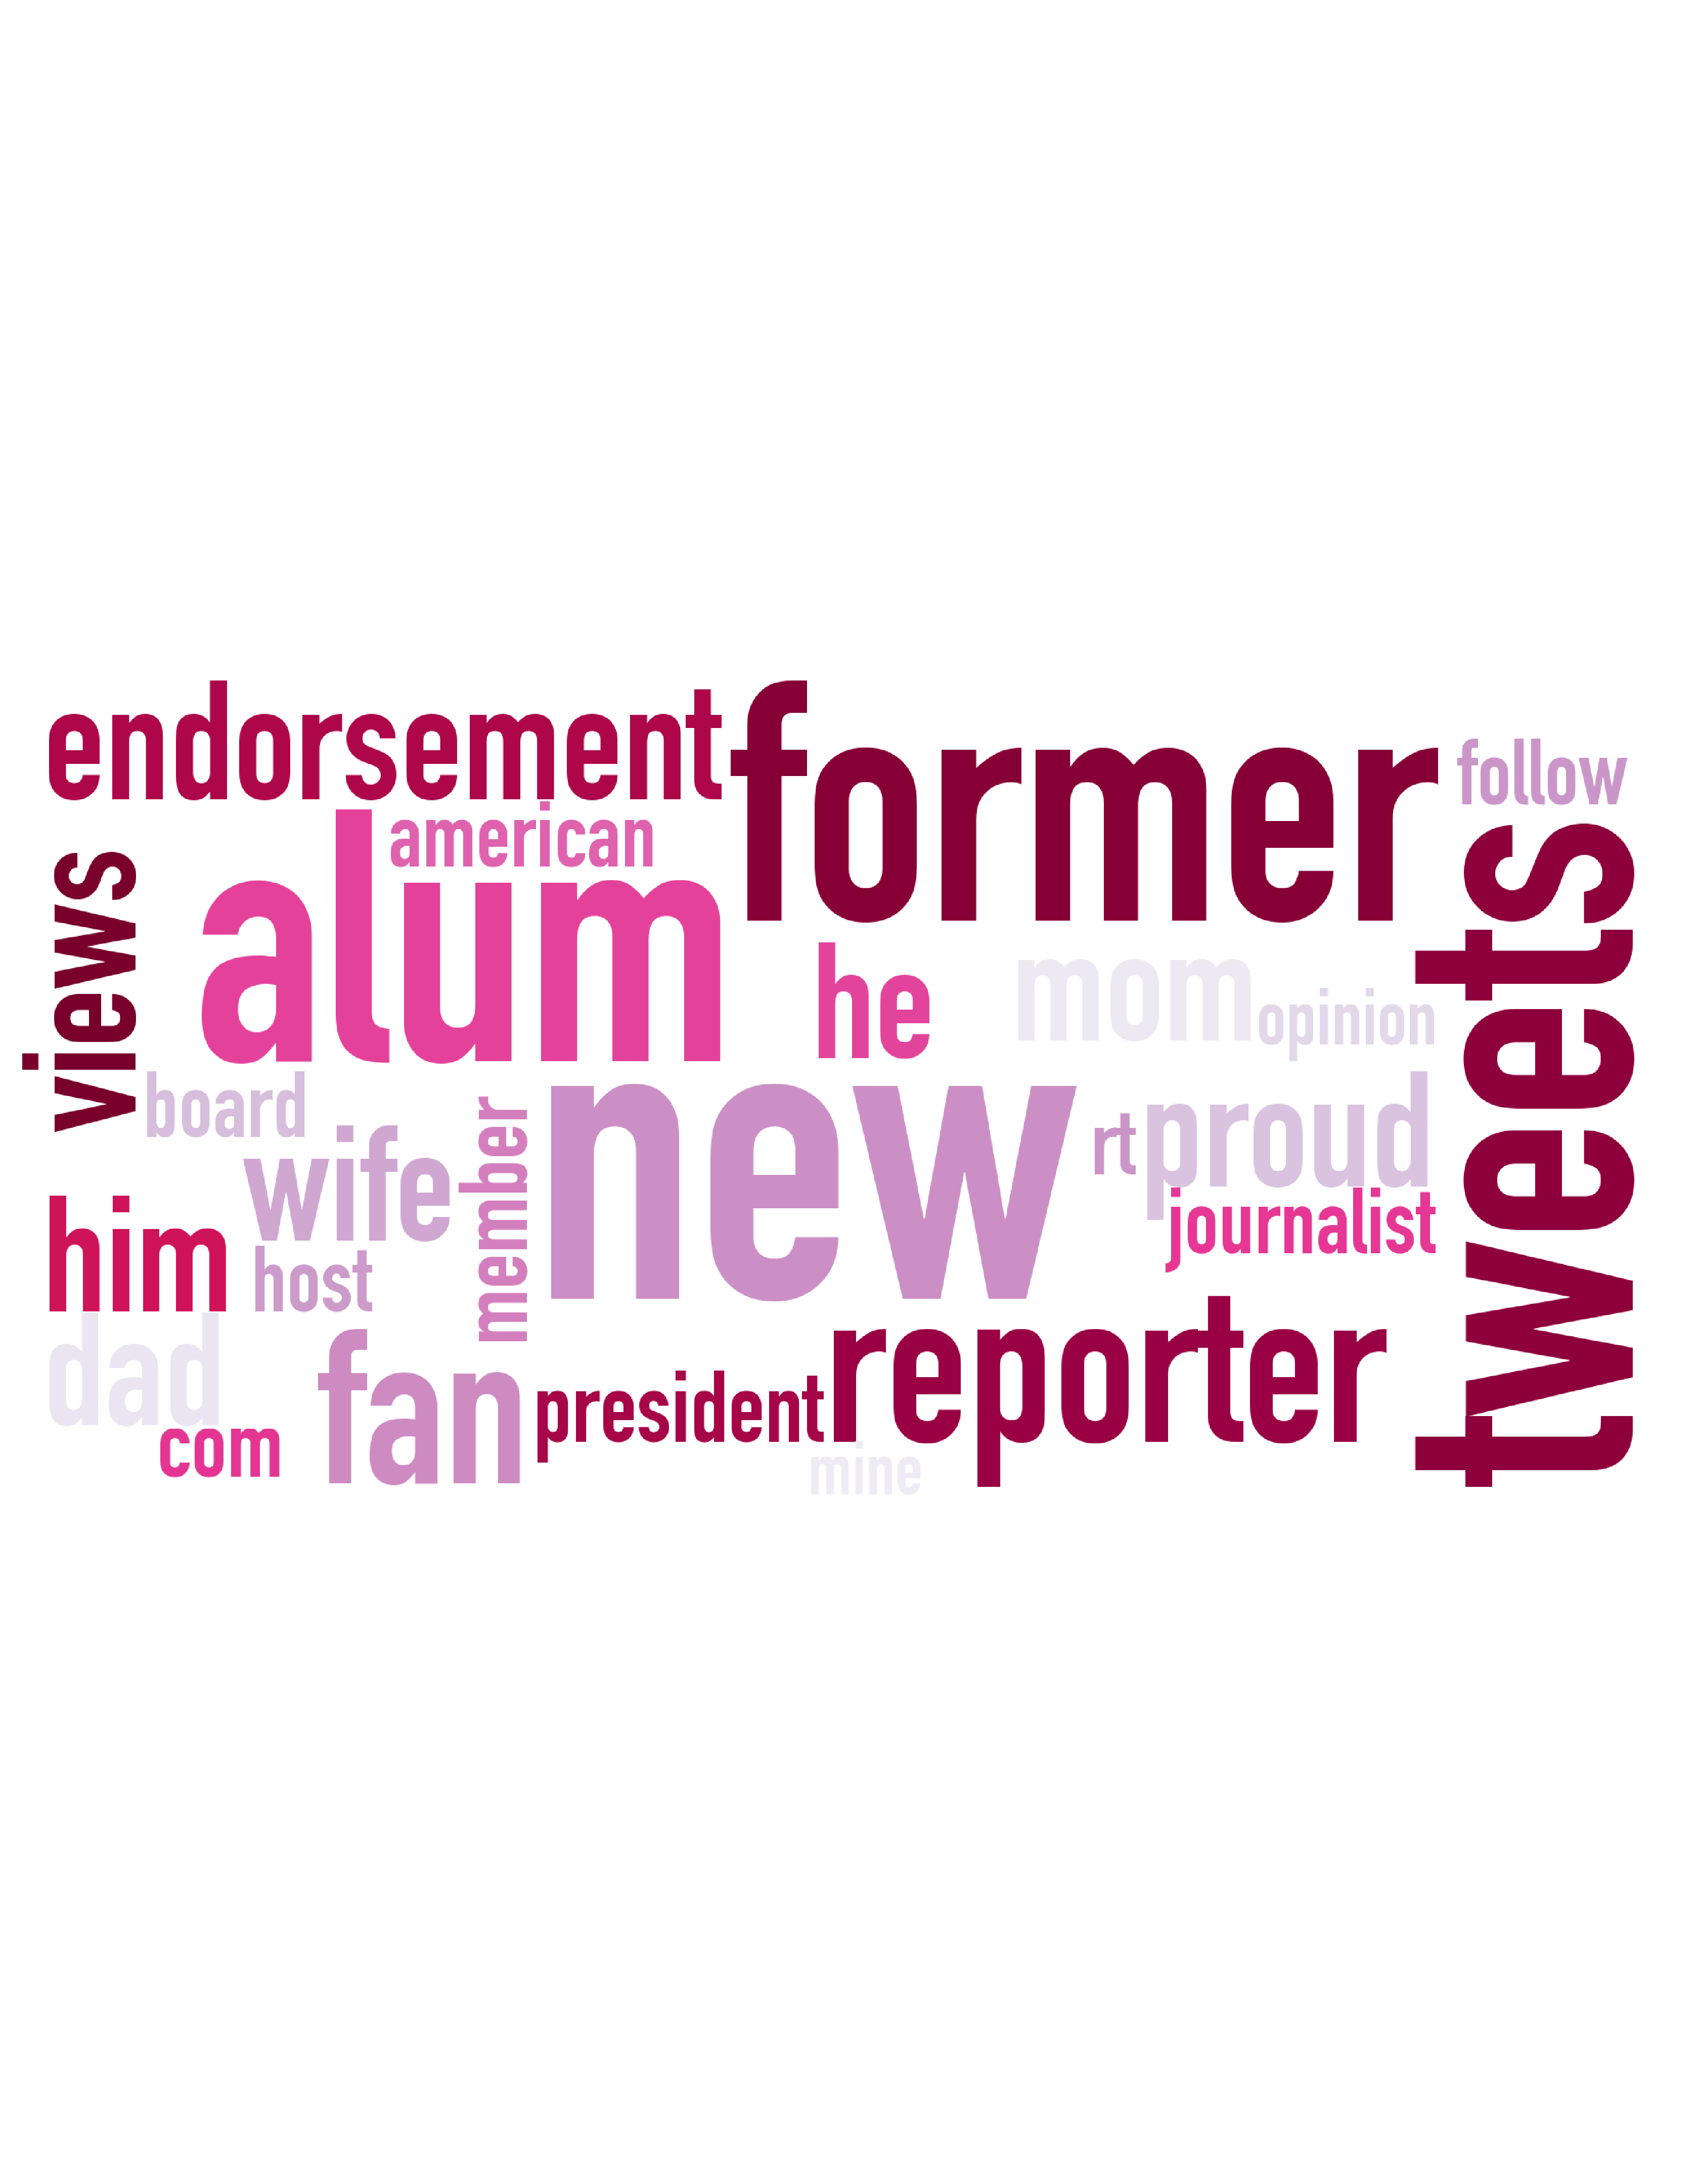 endorsement
former
follow
american
views
alum
tweets
he
mom
opinion
board
new
proud
rt
wife
member
journalist
him
host
dad
fan
president
reporter
com
mine